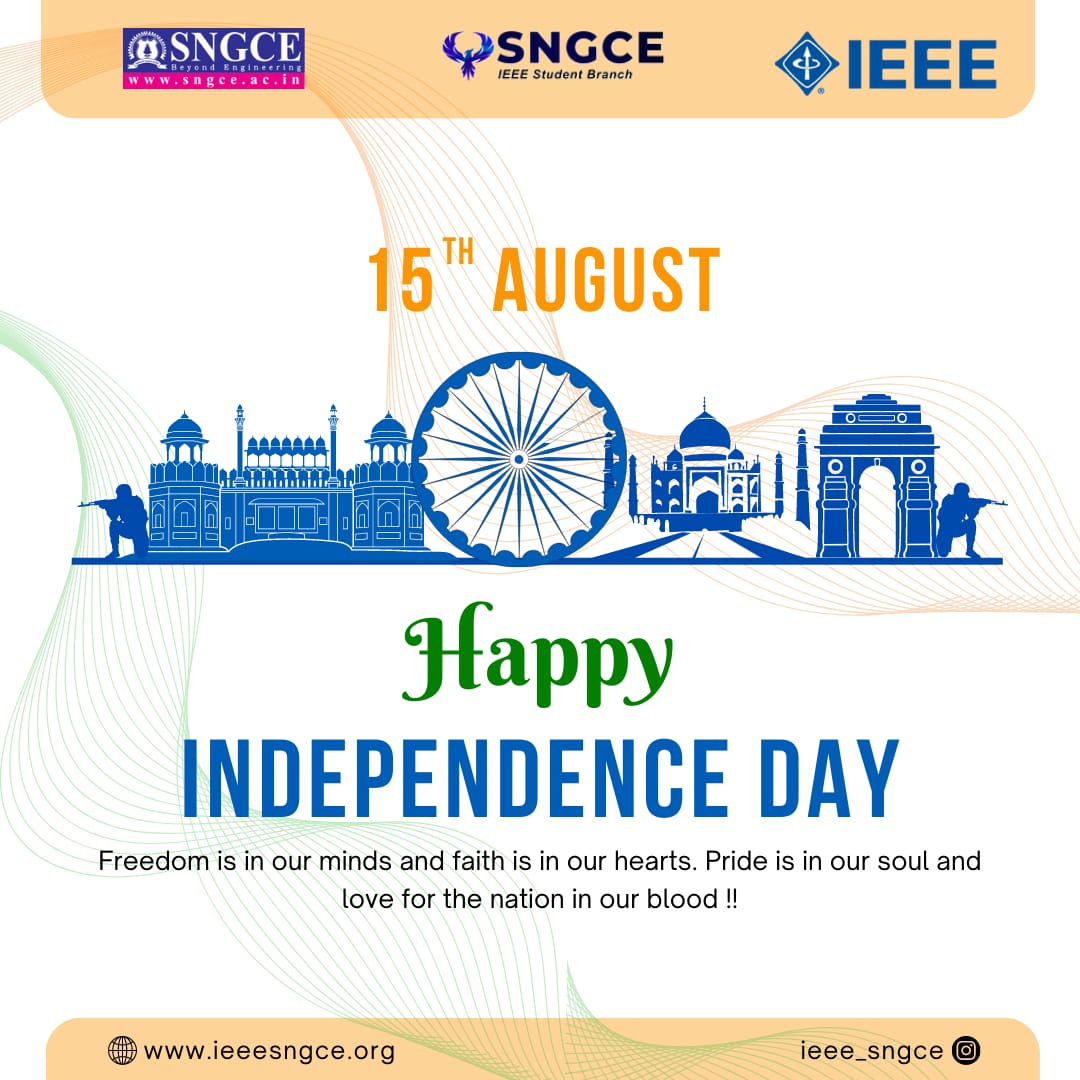 SNGCE
Beyond Engineering
www.sngce.ac.in
SNGCE
IEEE Student Branch
IEEE
®
15TH AUGUST
Happy
INDEPENDENCE DAY
Freedom is in our minds and faith is in our hearts. Pride is in our soul and
love for the nation in our blood !!
www.ieeesngce.org
ieee_sngce